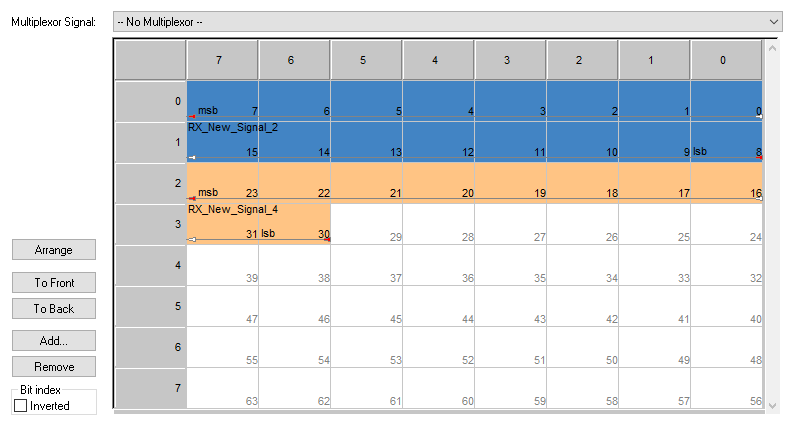 Multiplexor Signal: -- No Multiplexor --
7 6 5 4 3 2 1 0
0 msb 7 6 5 4 3 2 1 0
RX_New_Signal_2
1 15 14 13 12 11 10 9 lsb 8
2 msb 23 22 21 20 19 18 17 16
RX_New_Signal_4
3 31 lsb 30 29 28 27 26 25 24
Arrange
4 39 38 37 36 35 34 33 32
To Front
To Back
5 47 46 45 44 43 42 41 40
Add...
6 55 54 53 52 51 50 49 48
Remove
Bit index
7 63 62 61 60 59 58 57 56
Inverted